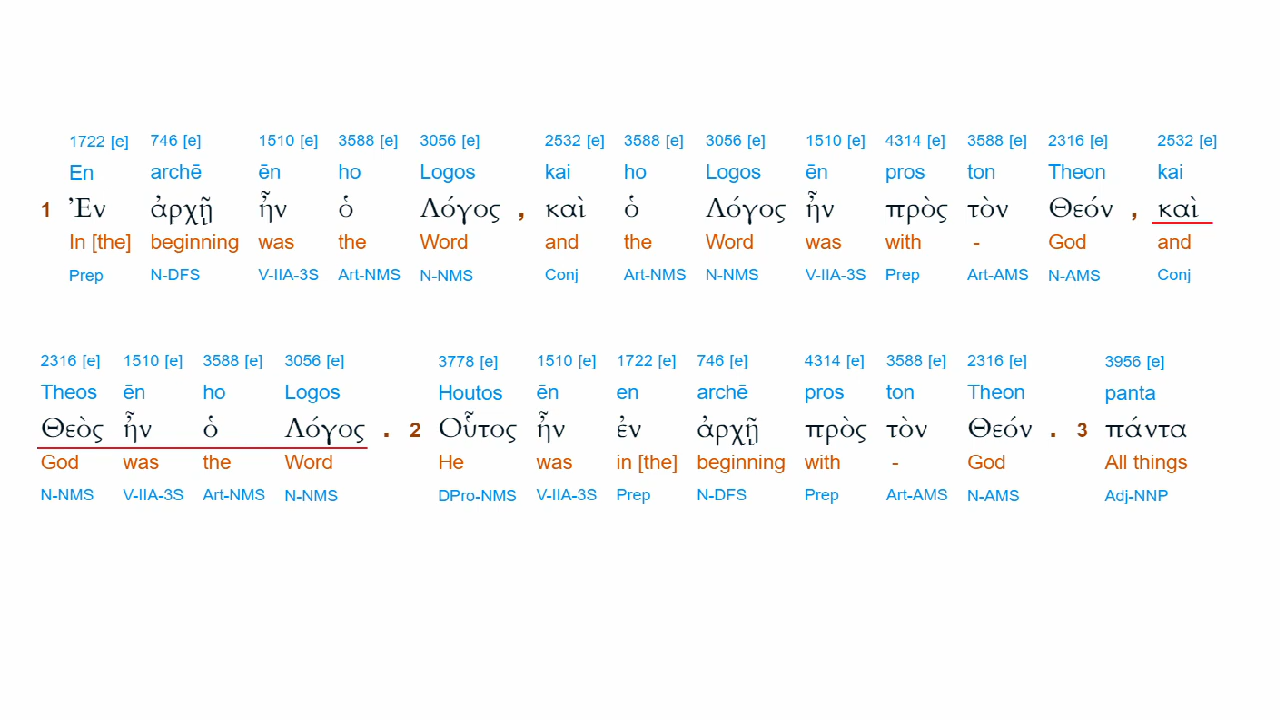 1722 [e] 746 [e] 1510 [e] 3588 [e] 3056 [e] 2532 [e] 3588 [e] 3056 [e] 1510 [e] 4314 [e] 3588 [e] 2316 [e] 2532 [e]
En archē ēn ho Logos kai ho Logos ēn pros ton Theon kai
1 Ἐν ἀρχῇ ἦν ὁ Λόγος , καὶ ὁ Λόγος ἦν πρὸς τὸν Θεόν , καὶ
In [the] beginning was the Word and the Word was with - God and
Prep N-DFS V-IIA-3S Art-NMS N-NMS Conj Art-NMS N-NMS V-IIA-3S Prep Art-AMS N-AMS Conj
2316 [e] 1510 [e] 3588 [e] 3056 [e] 3778 [e] 1510 [e] 1722 [e] 746 [e] 4314 [e] 3588 [e] 2316 [e] 3956 [e]
Theos ēn ho Logos Houtos ēn en archē pros ton Theon panta
Θεὸς ἦν ὁ Λόγος . 2 Οὗτος ἦν ἐν ἀρχῇ πρὸς τὸν Θεόν . 3 πάντα
God was the Word He was in [the] beginning with - God All things
N-NMS V-IIA-3S Art-NMS N-NMS DPro-NMS V-IIA-3S Prep N-DFS Prep Art-AMS N-AMS Adj-NNP